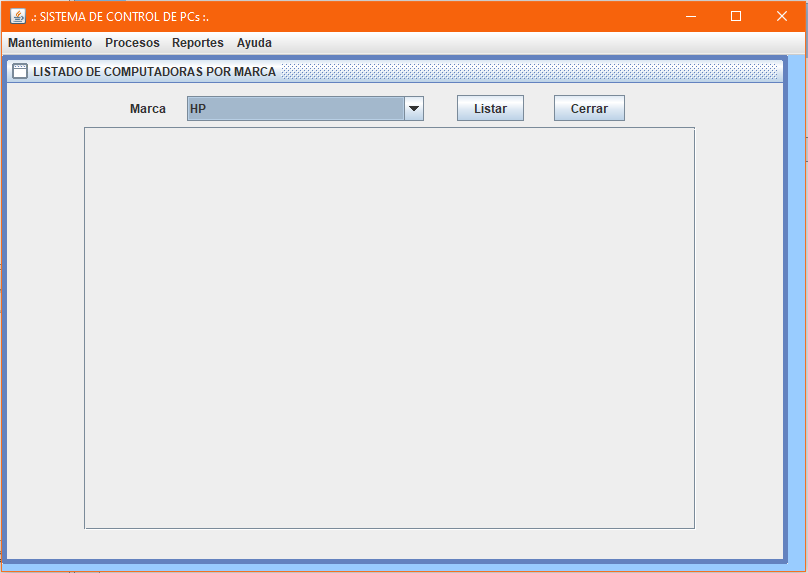 .: SISTEMA DE CONTROL DE PCs :.
Mantenimiento Procesos Reportes Ayuda
LISTADO DE COMPUTADORAS POR MARCA
Marca HP Listar Cerrar